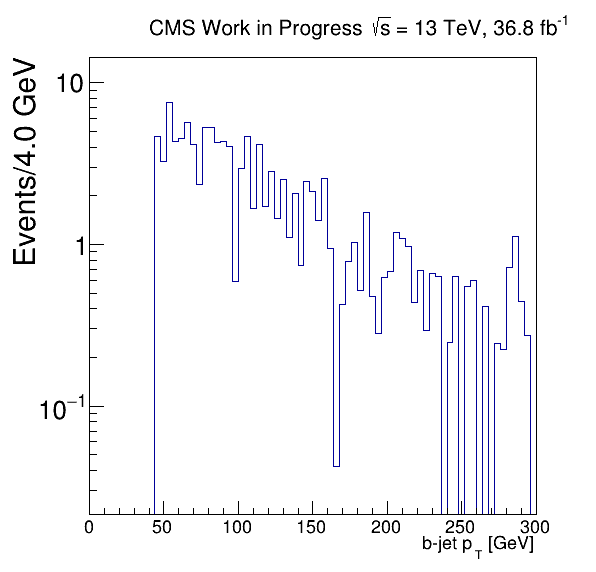 CMS Work in Progress √s = 13 TeV, 36.8 fb⁻¹
Events/4.0 GeV
10
1
10⁻¹
0 50 100 150 200 250 300
b-jet p_T [GeV]